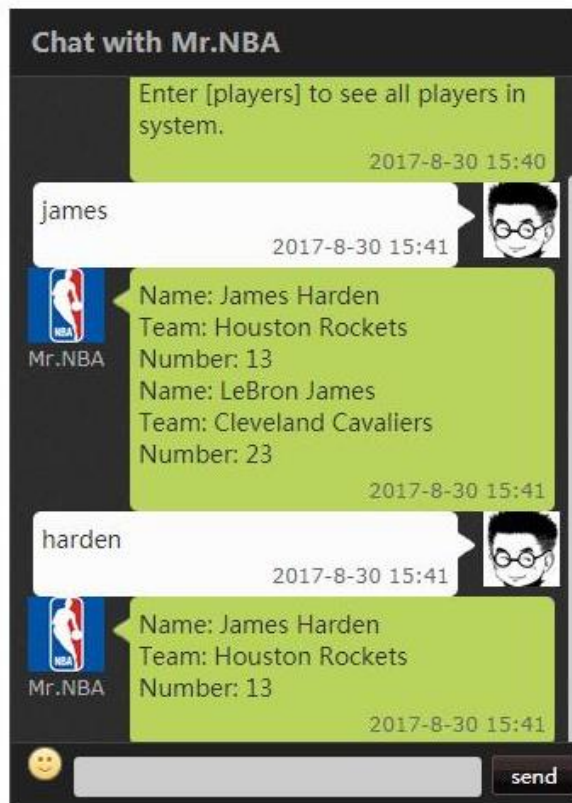 Chat with Mr.NBA
Enter [players] to see all players in
system.
2017-8-30 15:40
james
2017-8-30 15:41
NBA
Mr.NBA
Name: James Harden
Team: Houston Rockets
Number: 13
Name: LeBron James
Team: Cleveland Cavaliers
Number: 23
2017-8-30 15:41
harden
2017-8-30 15:41
NBA
Mr.NBA
Name: James Harden
Team: Houston Rockets
Number: 13
2017-8-30 15:41
send